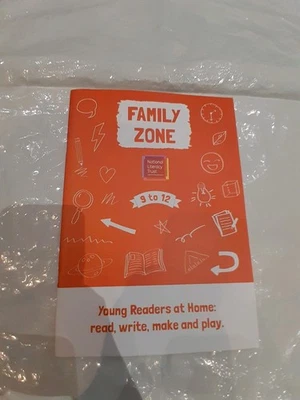 FAMILY
ZONE
National
Literacy
Trust
9 to 12
Young Readers at Home:
read, write, make and play.